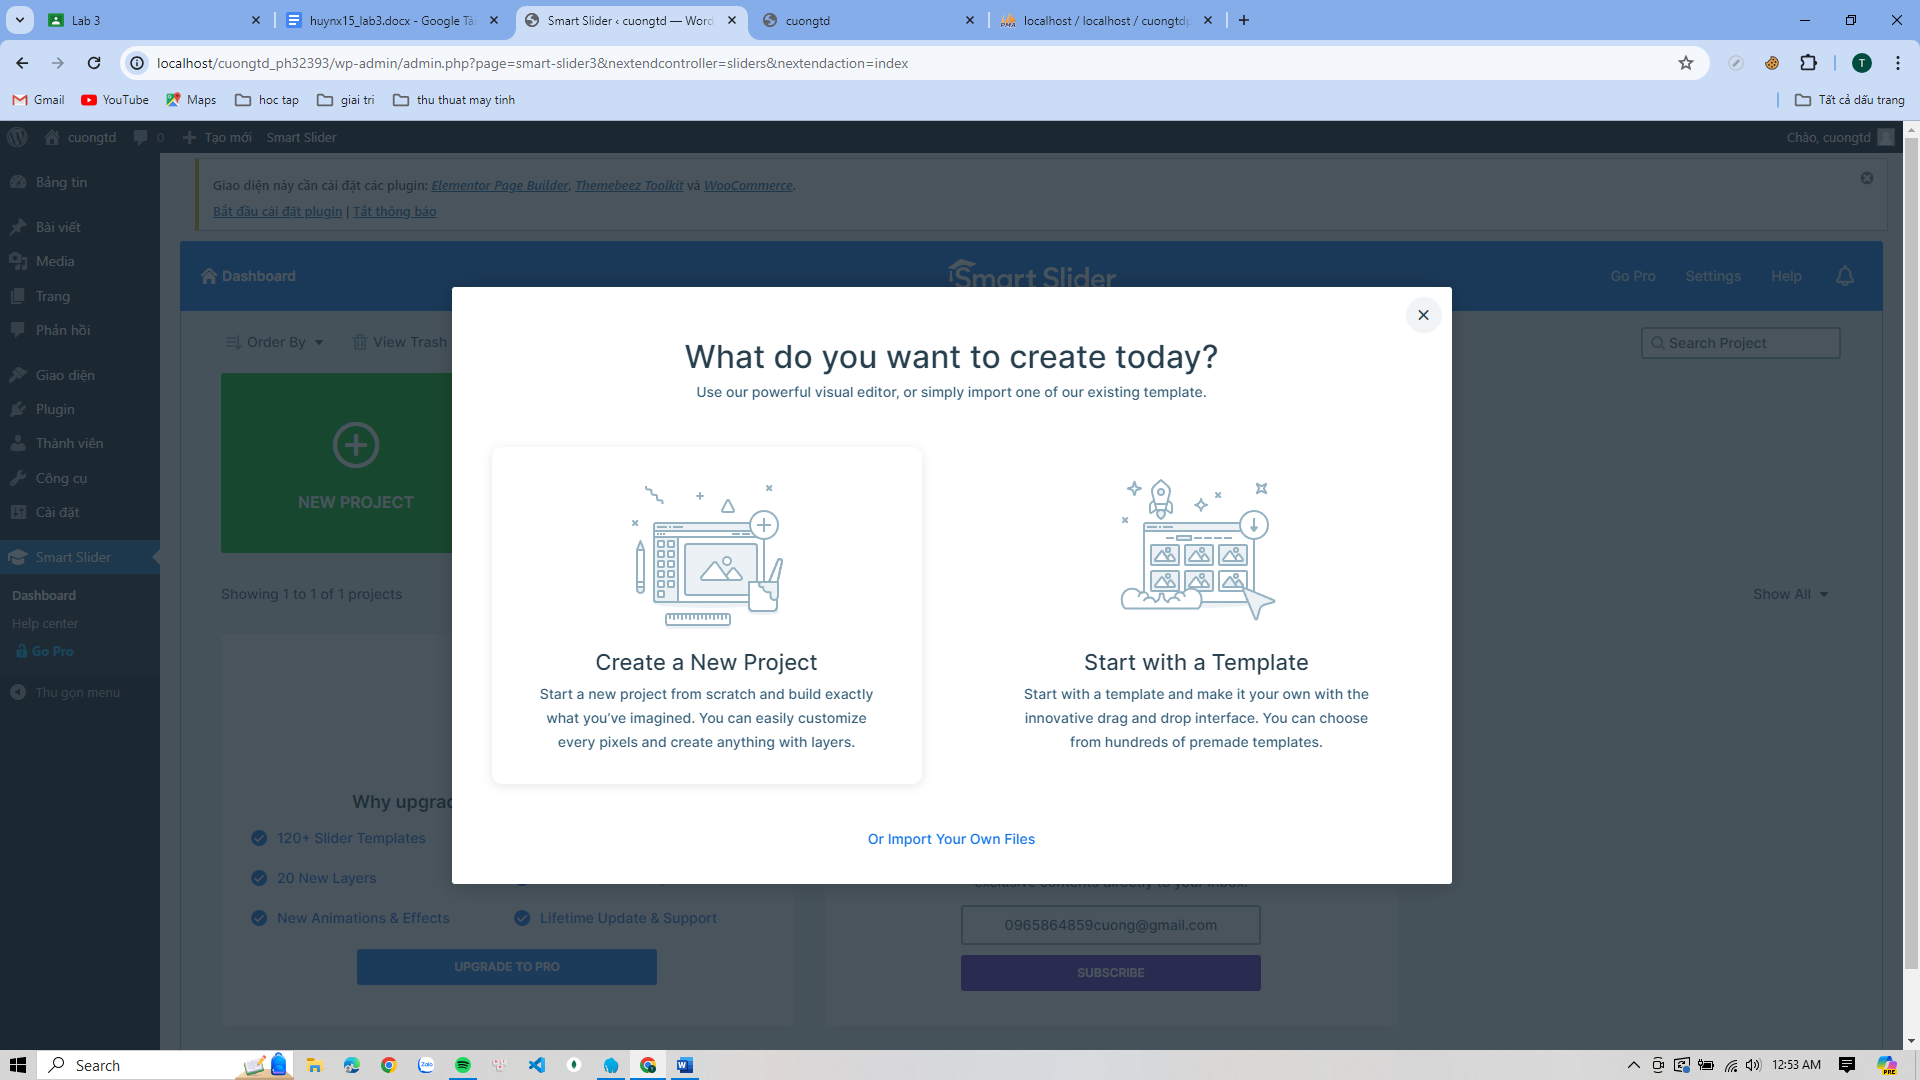 Lab 3
huynx15_lab3.docx - Google Tà
Smart Slider ‹ cuongtd — Word
cuongtd
localhost / localhost / cuongtdp
localhost/cuongtd_ph32393/wp-admin/admin.php?page=smart-slider3&nextendcontroller=sliders&nextendaction=index
T
Gmail
YouTube
Maps
hoc tap
giai tri
thu thuat may tinh
Tất cả dấu trang
cuongtd
0
Tạo mới
Smart Slider
Chào, cuongtd
Bảng tin
Bài viết
Media
Trang
Phản hồi
Giao diện
Plugin
Thành viên
Công cụ
Cài đặt
Smart Slider
Dashboard
Help center
Go Pro
Thu gọn menu
Giao diện này cần cài đặt các plugin: Elementor Page Builder, Themebeez Toolkit và WooCommerce.
Bắt đầu cài đặt plugin | Tắt thông báo
Dashboard
Smart Slider
Go Pro
Settings
Help
Order By
View Trash
Search Project
NEW PROJECT
Showing 1 to 1 of 1 projects
Show All
What do you want to create today?
Use our powerful visual editor, or simply import one of our existing template.
Create a New Project
Start a new project from scratch and build exactly
what you've imagined. You can easily customize
every pixels and create anything with layers.
Start with a Template
Start with a template and make it your own with the
innovative drag and drop interface. You can choose
from hundreds of premade templates.
Or Import Your Own Files
Why upgrad
120+ Slider Templates
20 New Layers
New Animations & Effects
Lifetime Update & Support
UPGRADE TO PRO
exclusive contents directly to your inbox.
0965864859cuong@gmail.com
SUBSCRIBE
Search
Zalo
12:53 AM
PRE